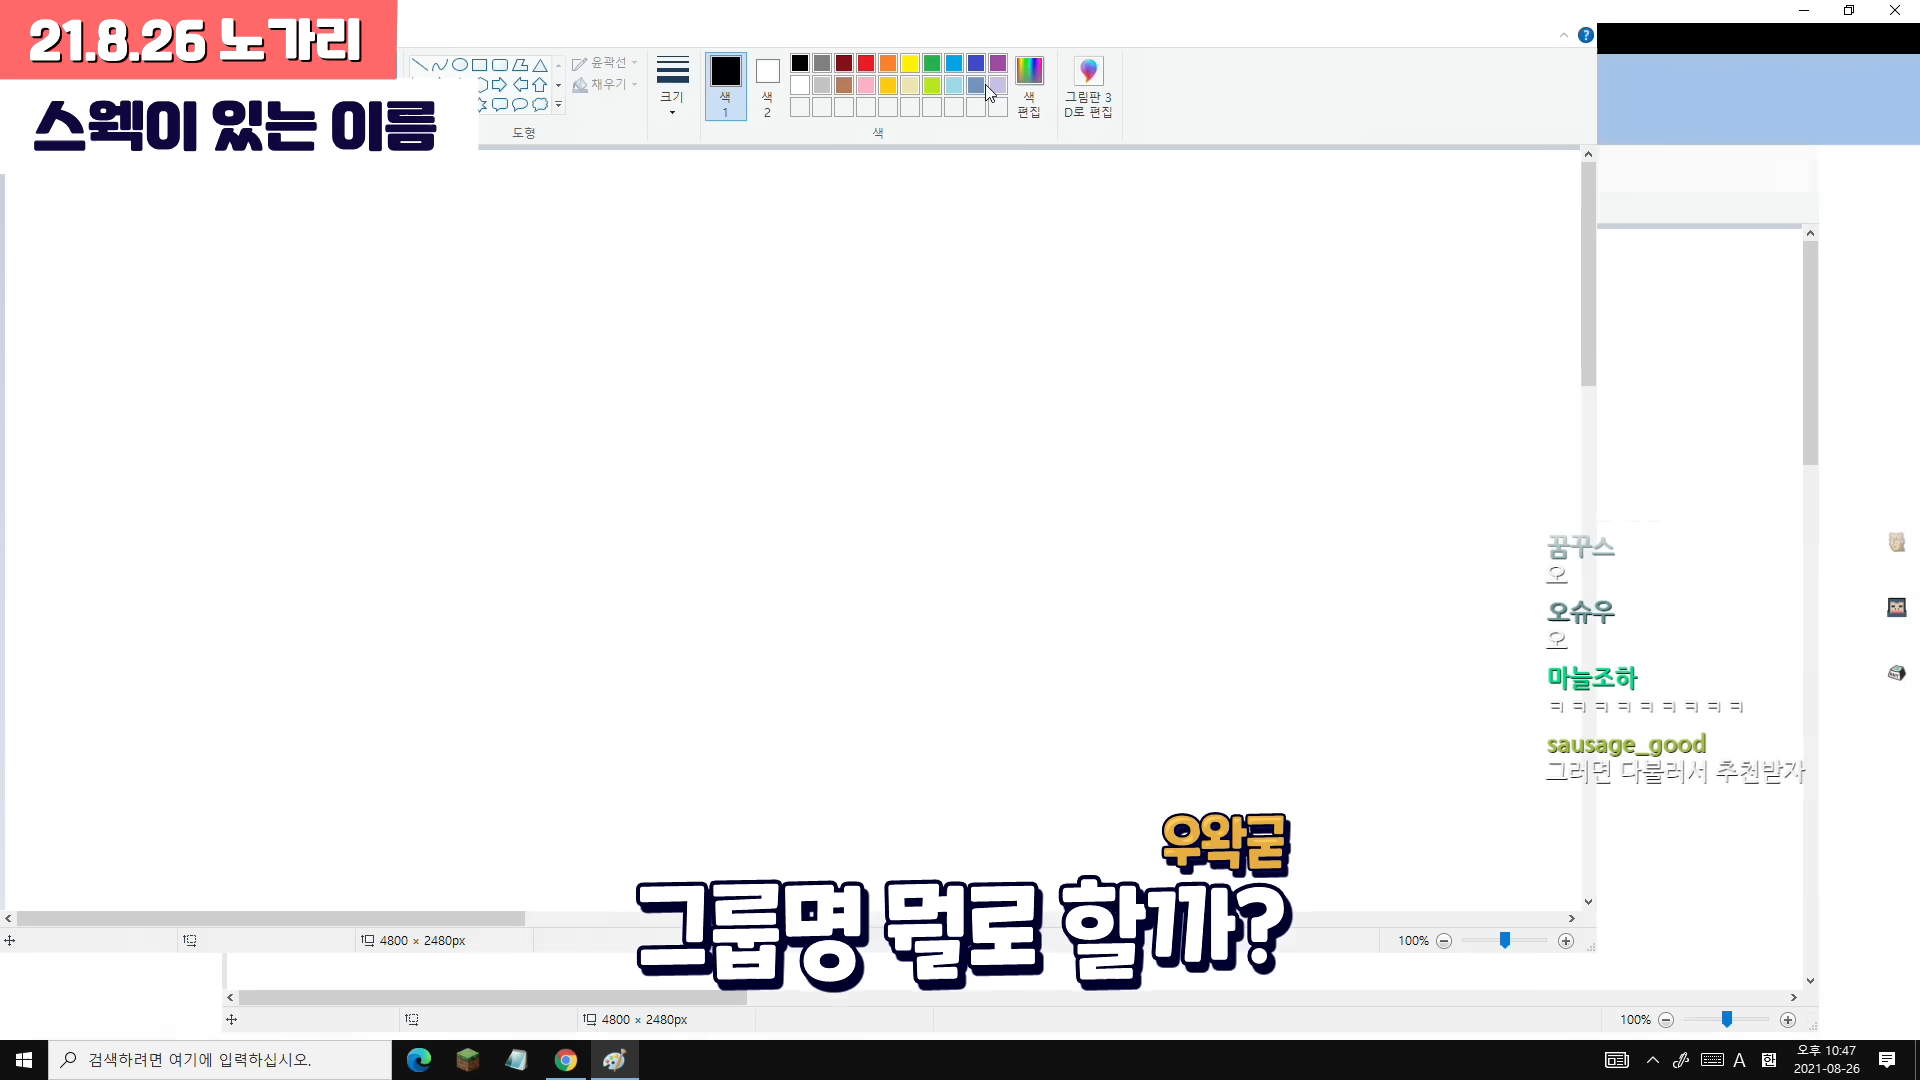 21.8.26 노가리
스웩이 있는 이름
윤곽선
채우기
도형
크기
색
1
색
2
색
색
편집
그림판 3
D로 편집
꿈꾸스
오
오슈우
오
마늘조하
ㅋㅋㅋㅋㅋㅋㅋㅋㅋ
sausage_good
그러면 다불러서 추천받자
우왁굳
그룹명 뭘로 할까?
4800 × 2480px
100%
4800 × 2480px
100%
검색하려면 여기에 입력하십시오.
A
한
오후 10:47
2021-08-26